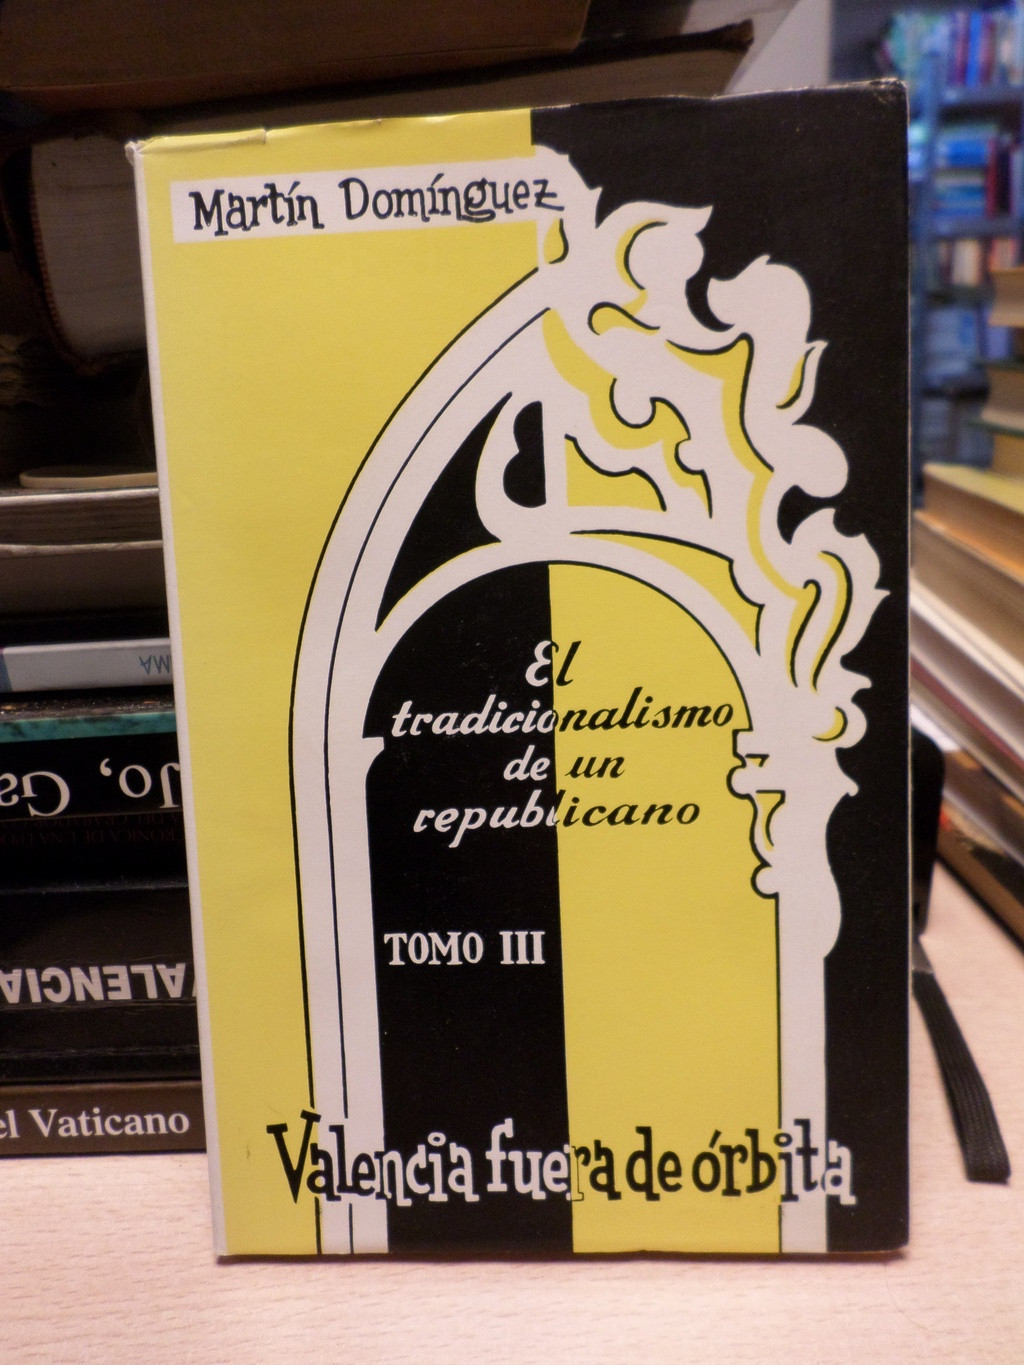 Martín Domínguez
El
tradicionalismo
de un
republicano
TOMO III
Valencia fuera de órbita
el Vaticano